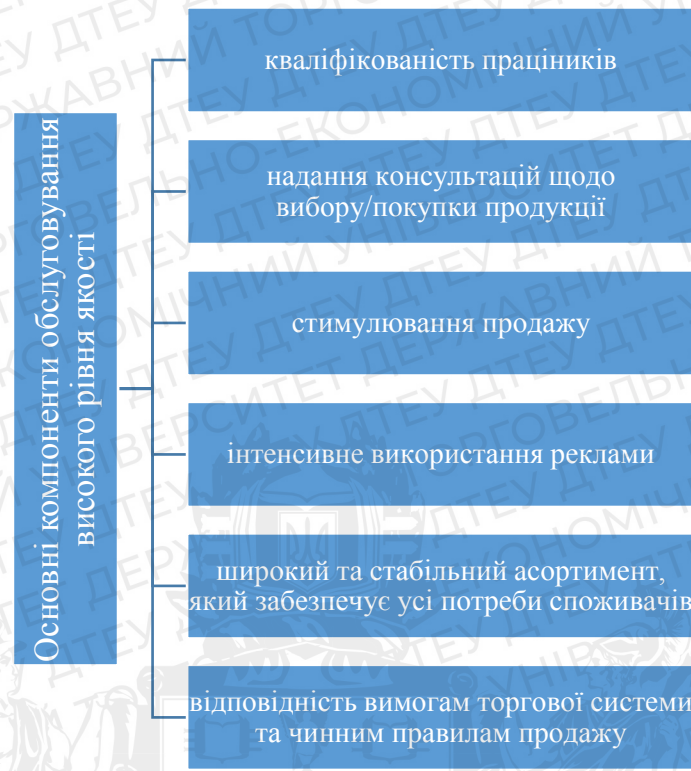 Основні компоненти обслуговування
високого рівня якості
кваліфікованість праціників
надання консультацій щодо
вибору/покупки продукції
стимулювання продажу
інтенсивне використання реклами
широкий та стабільний асортимент,
який забезпечує усі потреби споживачів
відповідність вимогам торгової системи
та чинним правилам продажу